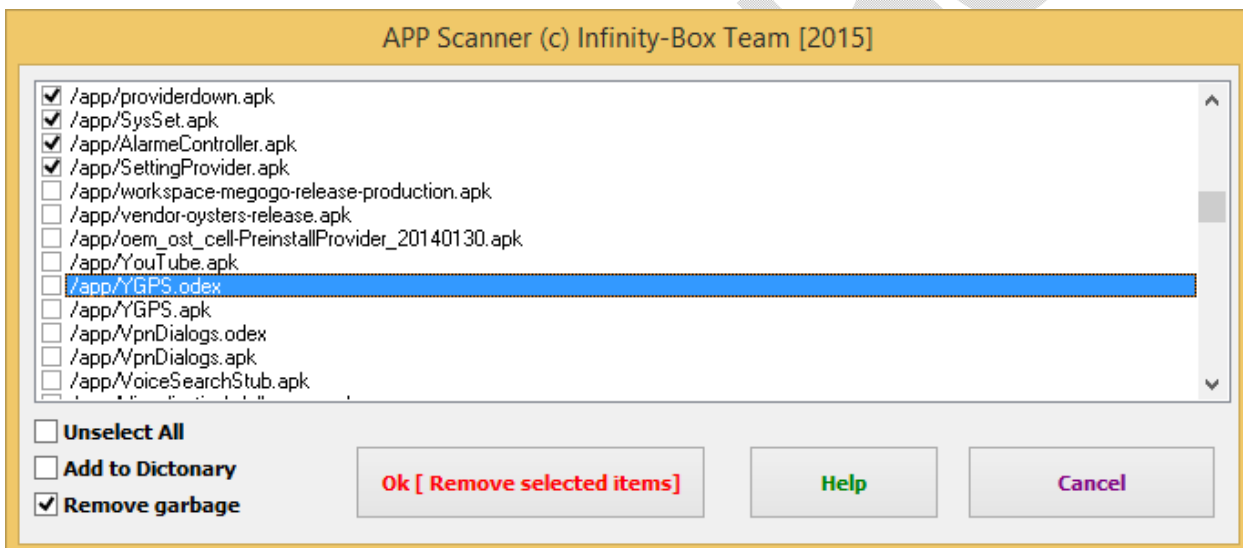 APP Scanner (c) Infinity-Box Team [2015]
/app/providerdown.apk
/app/SysSet.apk
/app/AlarmeController.apk
/app/SettingProvider.apk
/app/workspace-megogo-release-production.apk
/app/vendor-oysters-release.apk
/app/oem_ost_cell-PreinstallProvider_20140130.apk
/app/YouTube.apk
/app/YGPS.odex
/app/YGPS.apk
/app/VpnDialogs.odex
/app/VpnDialogs.apk
/app/VoiceSearchStub.apk
Unselect All
Add to Dictonary
Remove garbage
Ok [ Remove selected items]
Help
Cancel